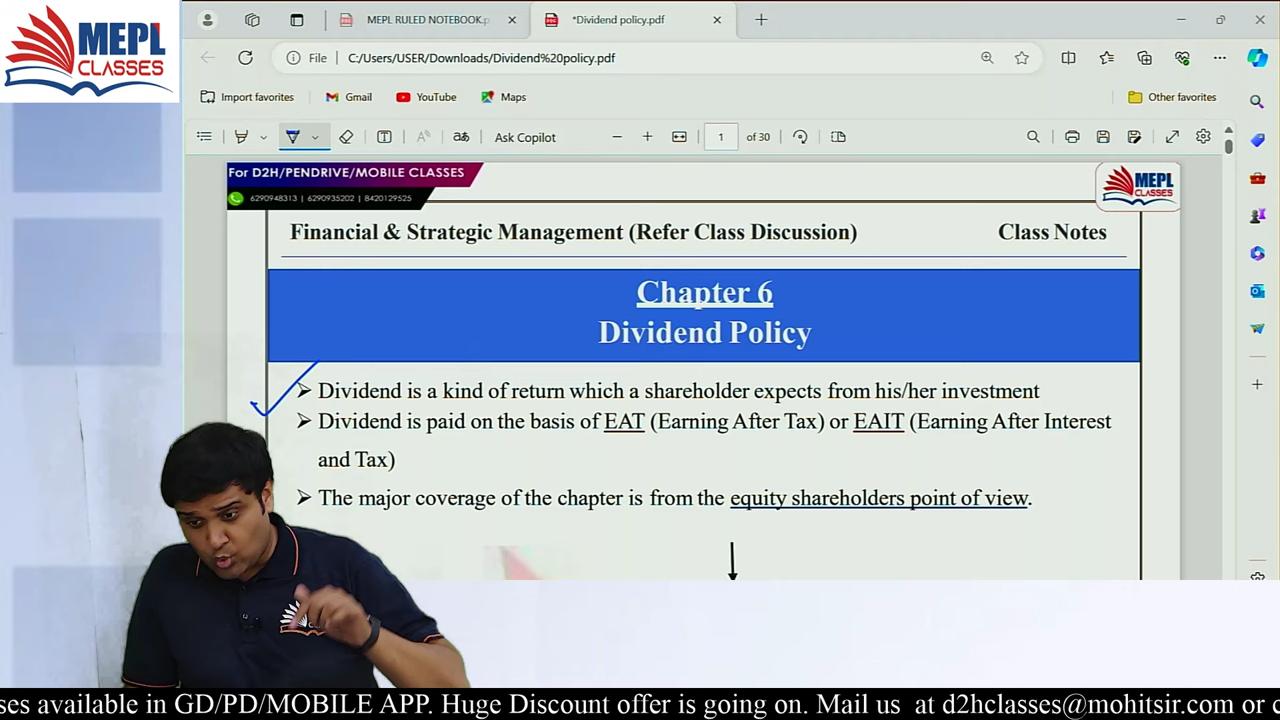 MEPL
CLASSES
MEPL RULED NOTEBOOK.p
*Dividend policy.pdf
File
C:/Users/USER/Downloads/Dividend%20policy.pdf
Import favorites
Gmail
YouTube
Maps
Other favorites
Ask Copilot
1
of 30
For D2H/PENDRIVE/MOBILE CLASSES
6290948313 | 6290935202 | 8420129525
MEPL
CLASSES
Financial & Strategic Management (Refer Class Discussion)
Class Notes
Chapter 6
Dividend Policy
➢ Dividend is a kind of return which a shareholder expects from his/her investment
➢ Dividend is paid on the basis of EAT (Earning After Tax) or EAIT (Earning After Interest
and Tax)
➢ The major coverage of the chapter is from the equity shareholders point of view.
ses available in GD/PD/MOBILE APP. Huge Discount offer is going on. Mail us at d2hclasses@mohitsir.com or c